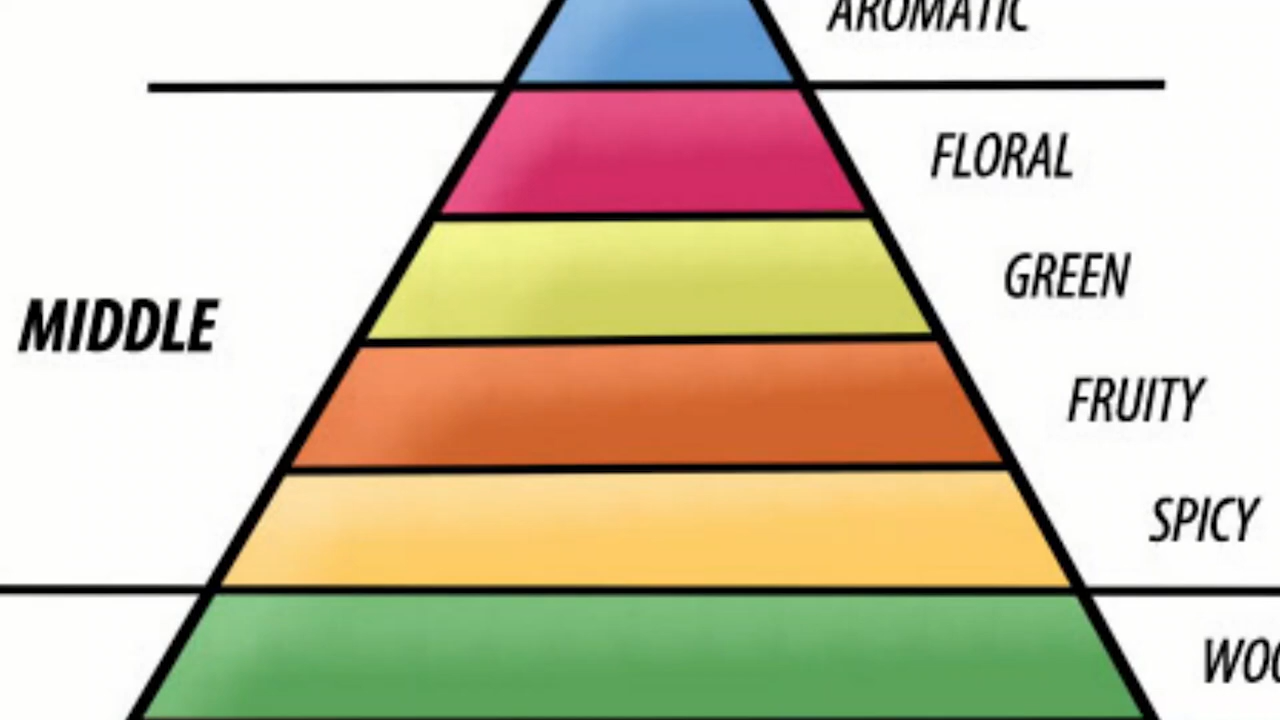 AROMATIC
FLORAL
GREEN
MIDDLE
FRUITY
SPICY